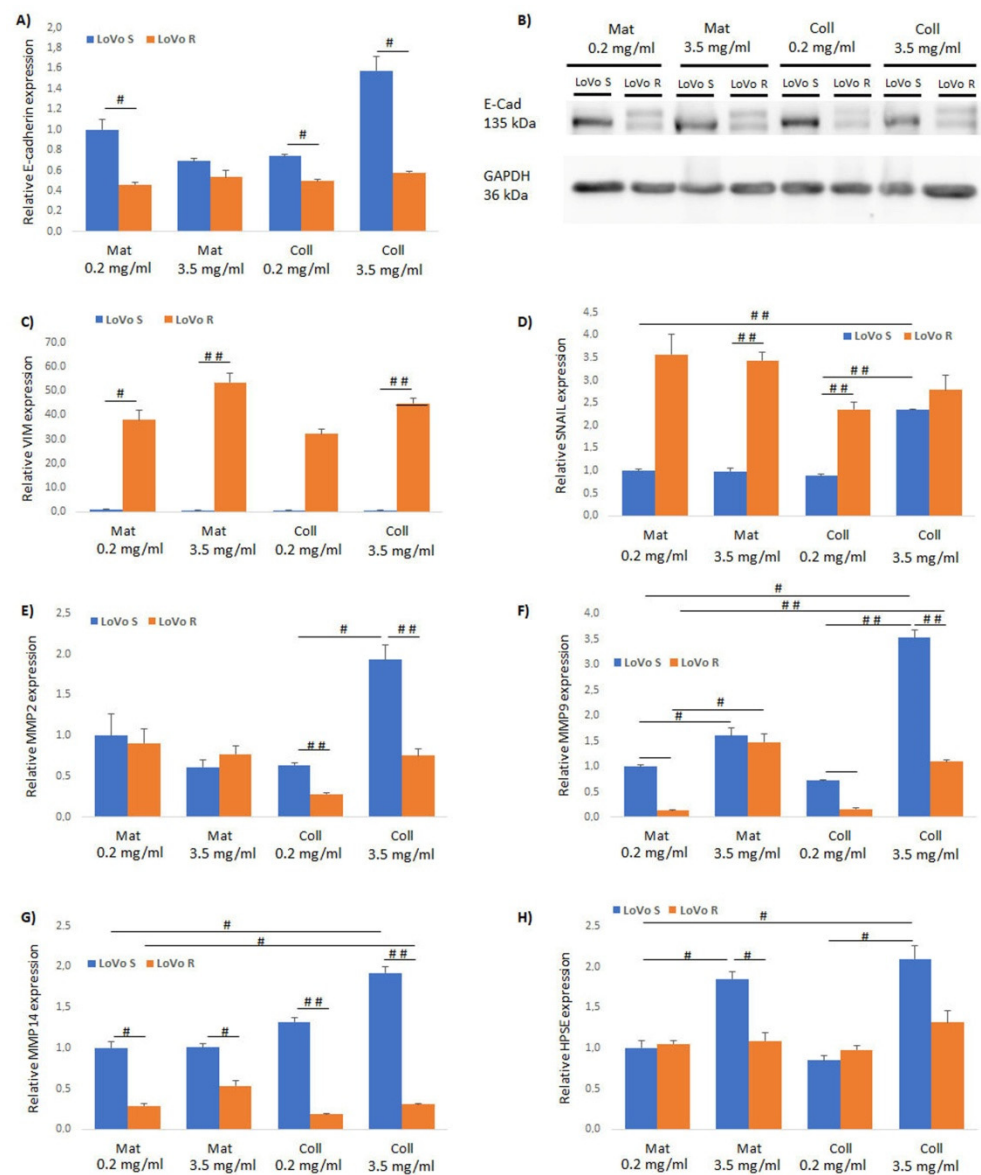 A)
LoVo S LoVo R
Relative E-cadherin expression
1,8
1,6
1,4
1,2
1,0
0,8
0,6
0,4
0,2
0,0
#
#
#
Mat
0.2 mg/ml
Mat
3.5 mg/ml
Coll
0.2 mg/ml
Coll
3.5 mg/ml
B)
Mat
0.2 mg/ml
Mat
3.5 mg/ml
Coll
0.2 mg/ml
Coll
3.5 mg/ml
LoVo S LoVo R LoVo S LoVo R LoVo S LoVo R LoVo S LoVo R
E-Cad
135 kDa
GAPDH
36 kDa
C)
LoVo S LoVo R
Relative VIM expression
70.0
60.0
50.0
40.0
30.0
20,0
10,0
0,0
#
# #
# #
Mat
0.2 mg/ml
Mat
3.5 mg/ml
Coll
0.2 mg/ml
Coll
3.5 mg/ml
D)
LoVo S LoVo R
Relative SNAIL expression
4.5
4.0
3.5
3.0
2.5
2.0
1.5
1.0
0.5
0.0
# #
# #
# #
# #
Mat
0.2 mg/ml
Mat
3.5 mg/ml
Coll
0.2 mg/ml
Coll
3.5 mg/ml
E)
LoVo S LoVo R
Relative MMP2 expression
2.5
2.0
1.5
1.0
0.5
0.0
# #
#
# #
Mat
0.2 mg/ml
Mat
3.5 mg/ml
Coll
0.2 mg/ml
Coll
3.5 mg/ml
F)
LoVo S LoVo R
Relative MMP9 expression
4.0
3.5
3.0
2.5
2.0
1.5
1.0
0.5
0.0
#
# #
# #
# #
#
#
Mat
0.2 mg/ml
Mat
3.5 mg/ml
Coll
0.2 mg/ml
Coll
3.5 mg/ml
G)
LoVo S LoVo R
Relative MMP14 expression
2.5
2.0
1.5
1.0
0.5
0.0
#
#
# #
# #
#
#
Mat
0.2 mg/ml
Mat
3.5 mg/ml
Coll
0.2 mg/ml
Coll
3.5 mg/ml
H)
LoVo S LoVo R
Relative HPSE expression
2.5
2.0
1.5
1.0
0.5
0.0
#
#
#
#
Mat
0.2 mg/ml
Mat
3.5 mg/ml
Coll
0.2 mg/ml
Coll
3.5 mg/ml